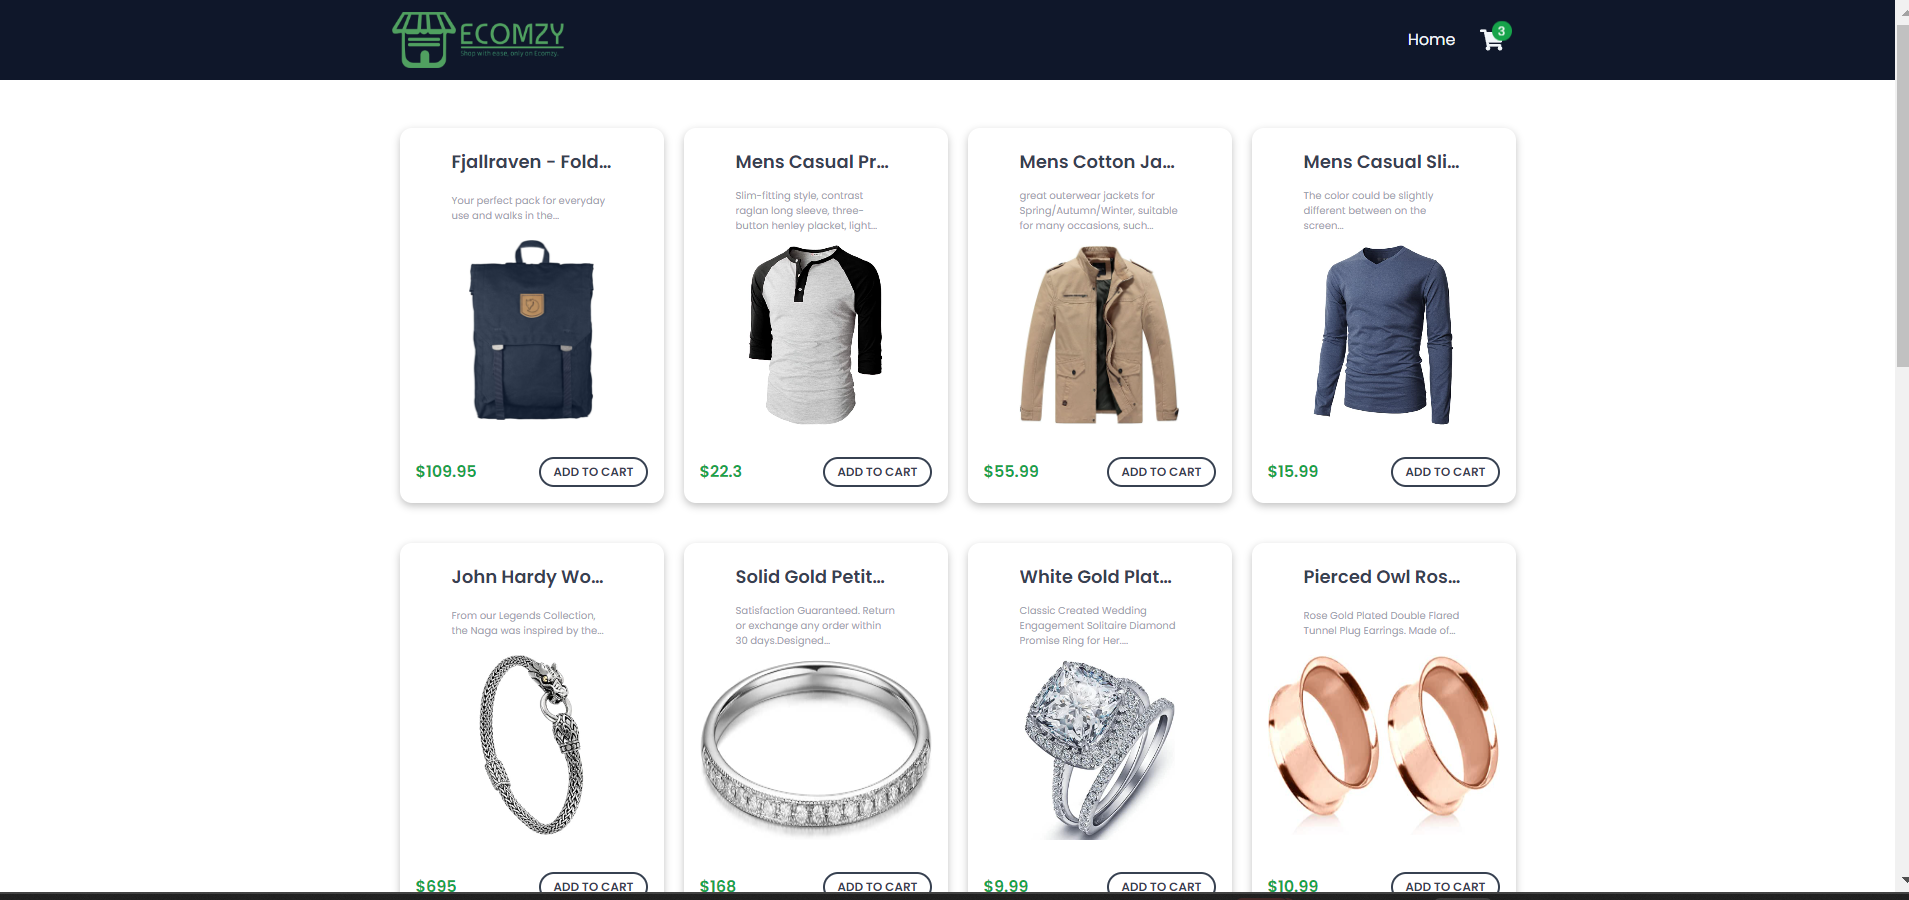 ECOMZY
Shop with ease, only on Ecomzy.
Home
3
Fjallraven - Fold...
Your perfect pack for everyday
use and walks in the...
$109.95
ADD TO CART
Mens Casual Pr...
Slim-fitting style, contrast
raglan long sleeve, three-
button henley placket, light...
$22.3
ADD TO CART
Mens Cotton Ja...
great outerwear jackets for
Spring/Autumn/Winter, suitable
for many occasions, such...
$55.99
ADD TO CART
Mens Casual Sli...
The color could be slightly
different between on the
screen...
$15.99
ADD TO CART
John Hardy Wo...
From our Legends Collection,
the Naga was inspired by the...
$695
ADD TO CART
Solid Gold Petit...
Satisfaction Guaranteed. Return
or exchange any order within
30 days.Designed...
$168
ADD TO CART
White Gold Plat...
Classic Created Wedding
Engagement Solitaire Diamond
Promise Ring for Her....
$9.99
ADD TO CART
Pierced Owl Ros...
Rose Gold Plated Double Flared
Tunnel Plug Earrings. Made of...
$10.99
ADD TO CART